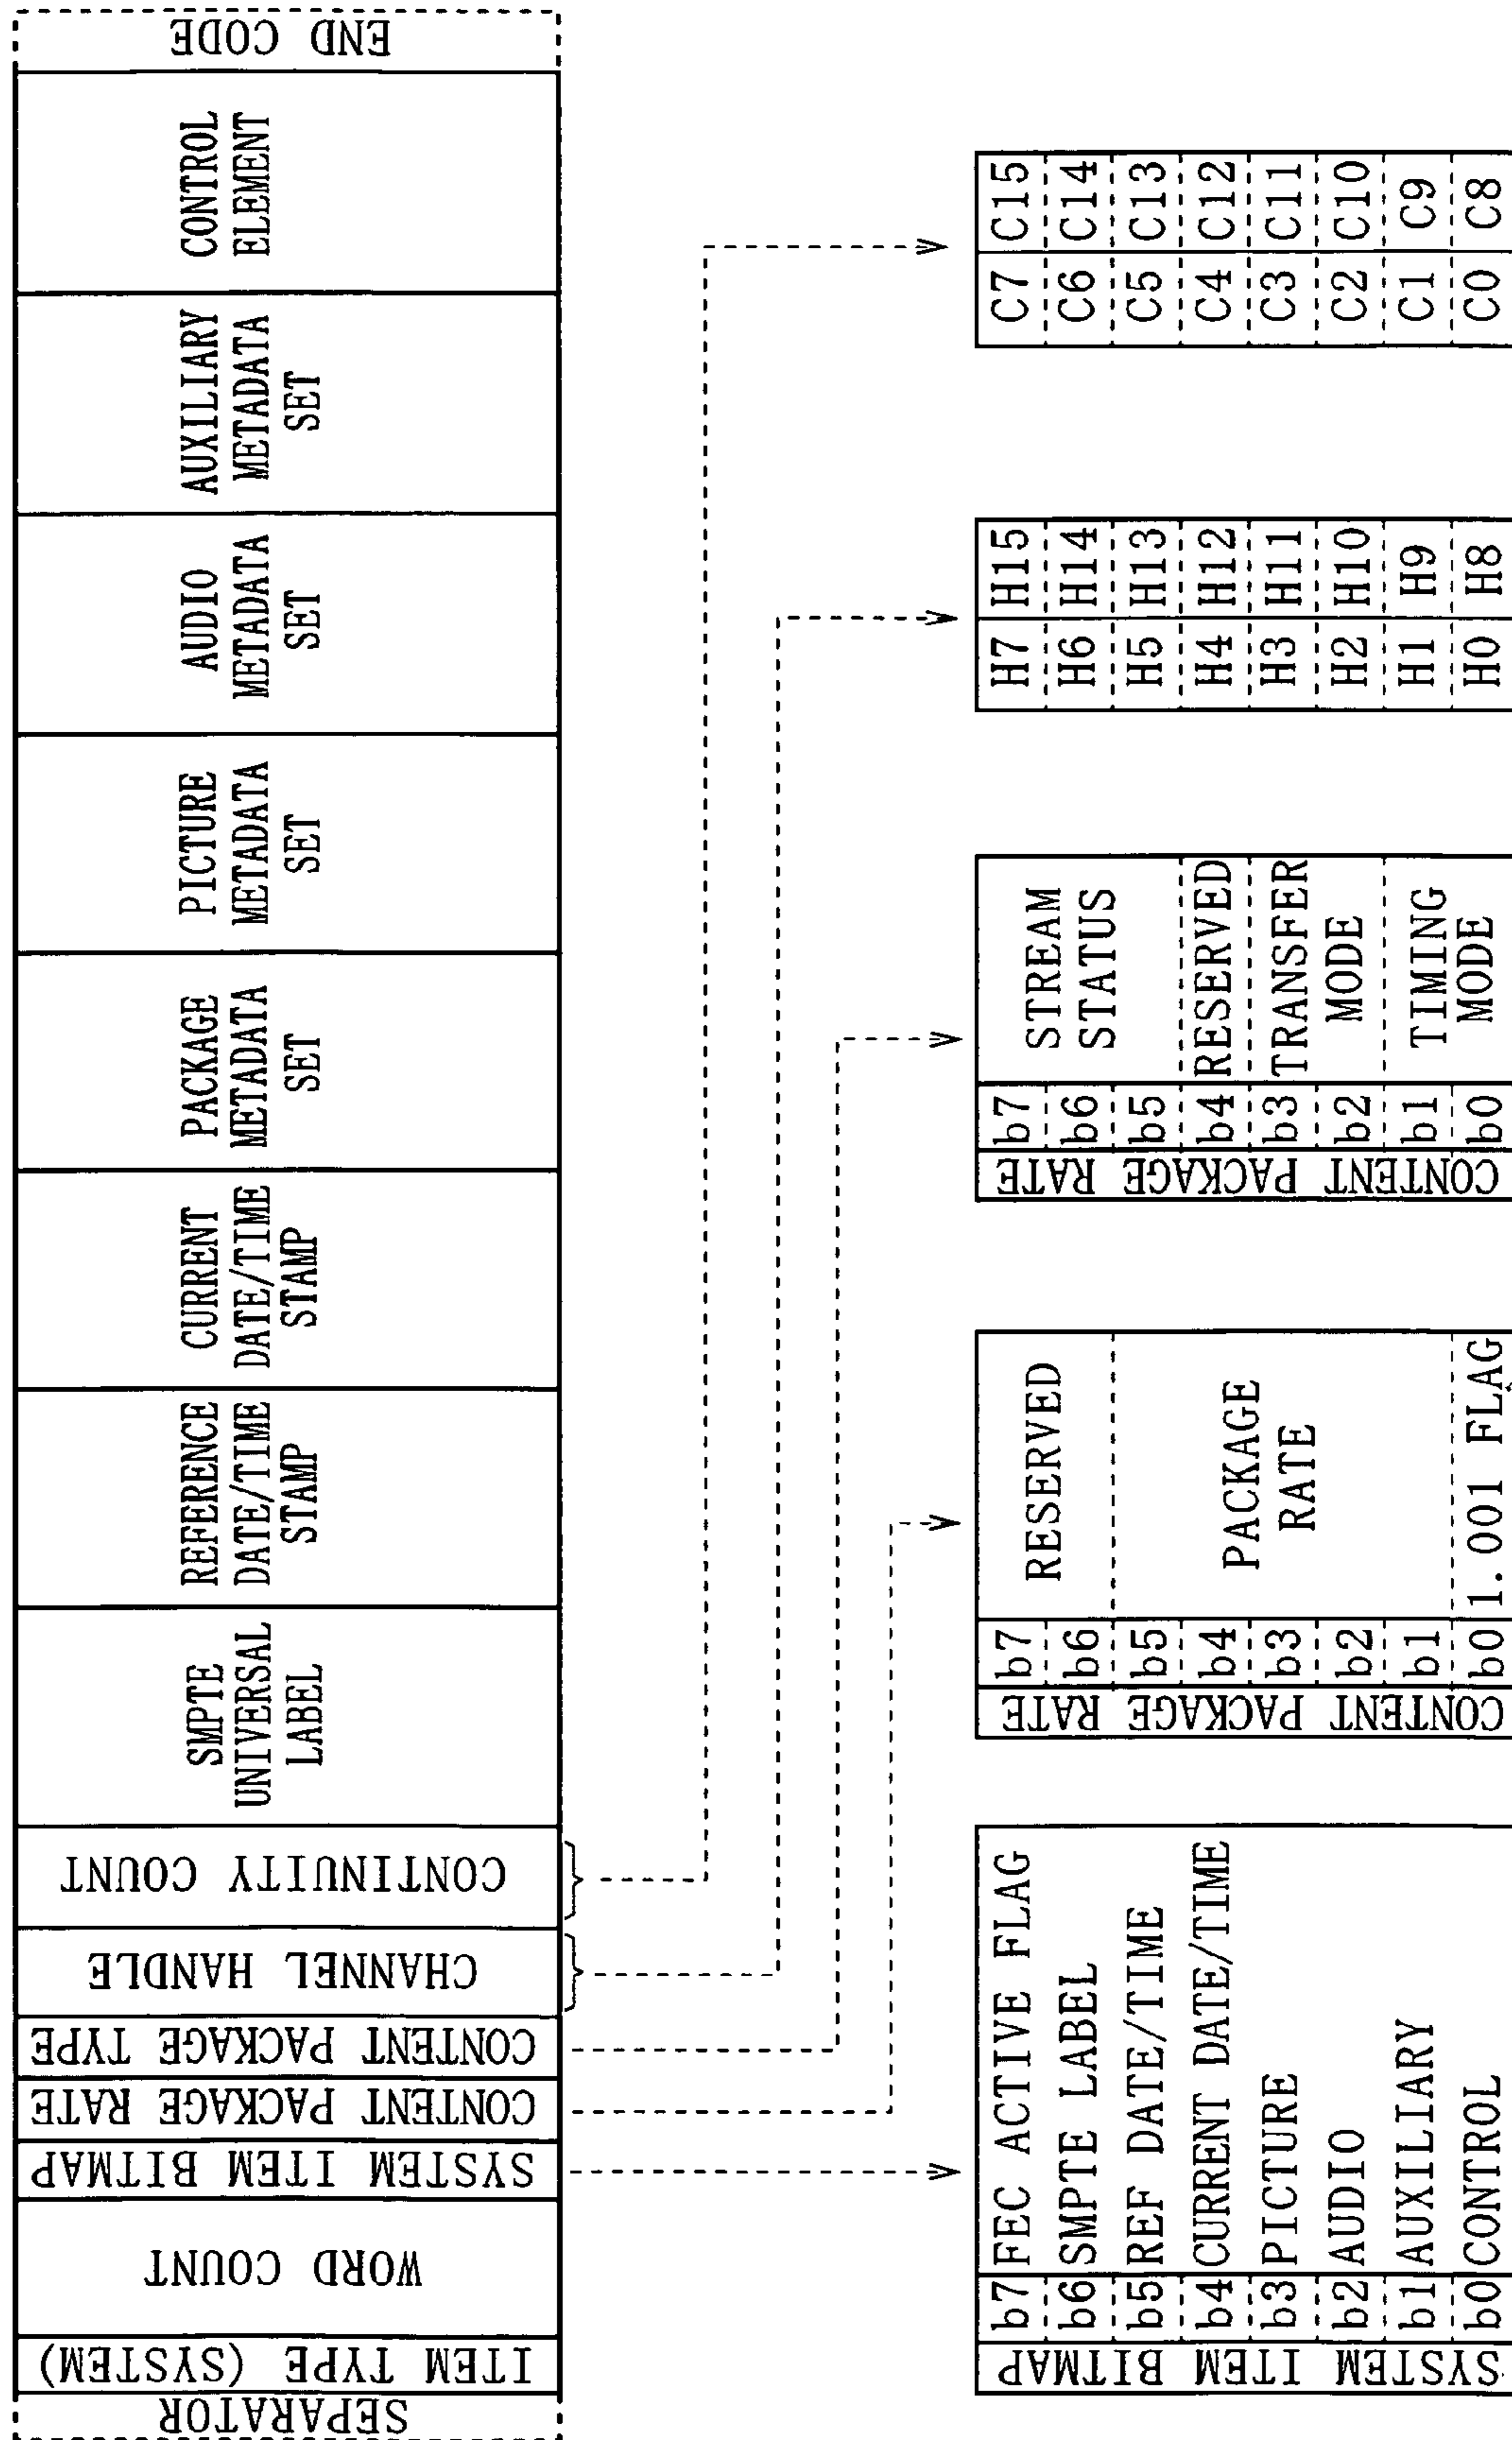 SEPARATOR
ITEM TYPE (SYSTEM)
WORD COUNT
SYSTEM ITEM BITMAP
CONTENT PACKAGE RATE
CONTENT PACKAGE TYPE
CHANNEL HANDLE
CONTINUITY COUNT
SMPTE
UNIVERSAL
LABEL
REFERENCE
DATE/TIME
STAMP
CURRENT
DATE/TIME
STAMP
PACKAGE
METADATA
SET
PICTURE
METADATA
SET
AUDIO
METADATA
SET
AUXILIARY
METADATA
SET
CONTROL
ELEMENT
END CODE
SYSTEM ITEM BITMAP
b7 FEC ACTIVE FLAG
b6 SMPTE LABEL
b5 REF DATE/TIME
b4 CURRENT DATE/TIME
b3 PICTURE
b2 AUDIO
b1 AUXILIARY
b0 CONTROL
CONTENT PACKAGE RATE
b7
b6
b5
b4
b3
b2
b1
b0
RESERVED
PACKAGE
RATE
1.001 FLAG
CONTENT PACKAGE RATE
b7
b6
b5
b4
b3
b2
b1
b0
STREAM
STATUS
RESERVED
TRANSFER
MODE
TIMING
MODE
H7 H15
H6 H14
H5 H13
H4 H12
H3 H11
H2 H10
H1 H9
H0 H8
C7 C15
C6 C14
C5 C13
C4 C12
C3 C11
C2 C10
C1 C9
C0 C8